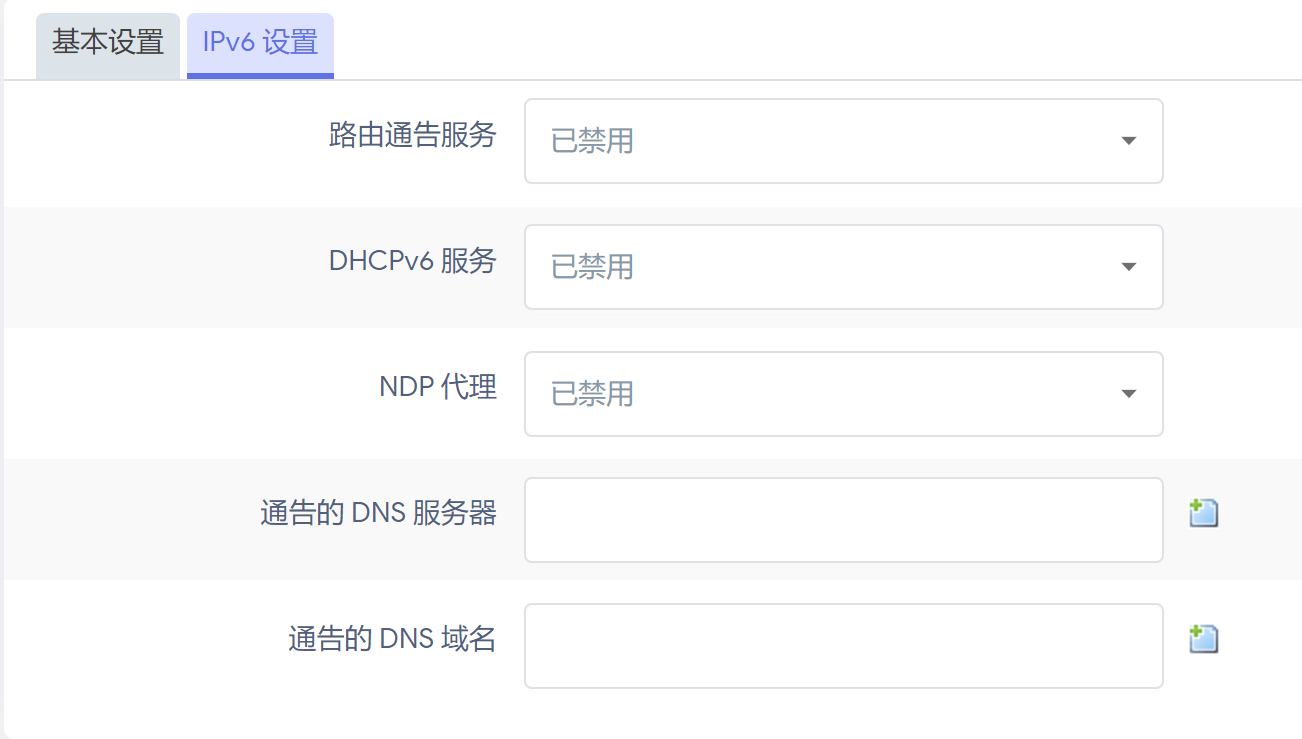 基本设置 IPv6 设置
路由通告服务 已禁用
DHCPv6 服务 已禁用
NDP 代理 已禁用
通告的 DNS 服务器
通告的 DNS 域名